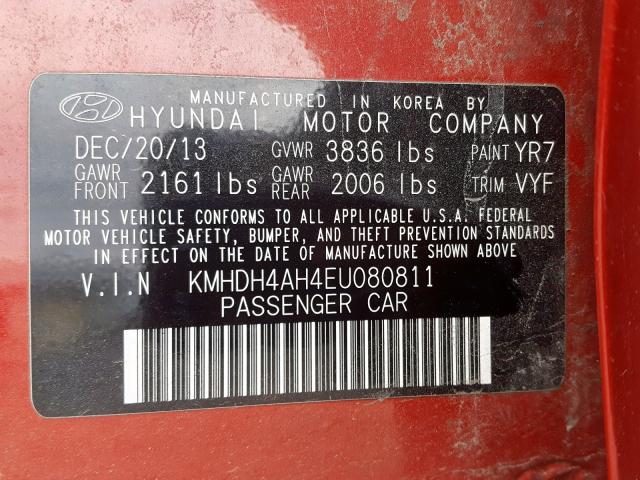 MANUFACTURED IN KOREA BY
HYUNDAI MOTOR COMPANY
DEC/20/13 GVWR 3836 lbs PAINT YR7
GAWR FRONT 2161 lbs GAWR REAR 2006 lbs TRIM VYF
THIS VEHICLE CONFORMS TO ALL APPLICABLE U.S.A. FEDERAL
MOTOR VEHICLE SAFETY, BUMPER, AND THEFT PREVENTION STANDARDS
IN EFFECT ON THE DATE OF MANUFACTURE SHOWN ABOVE.
V.I.N KMHDH4AH4EU080811
PASSENGER CAR